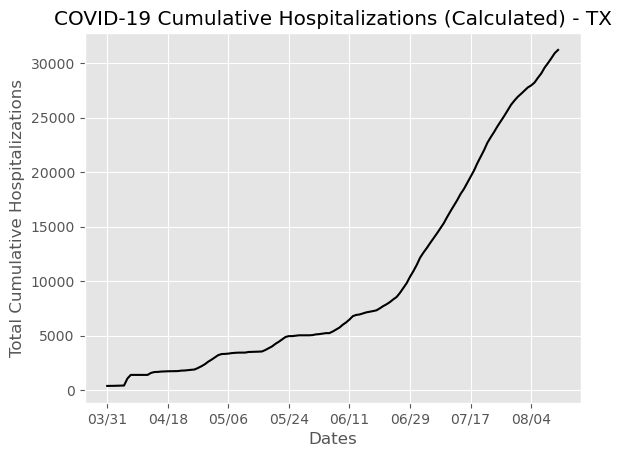 COVID-19 Cumulative Hospitalizations (Calculated) - TX
Total Cumulative Hospitalizations
30000
25000
20000
15000
10000
5000
0
03/31 04/18 05/06 05/24 06/11 06/29 07/17 08/04
Dates